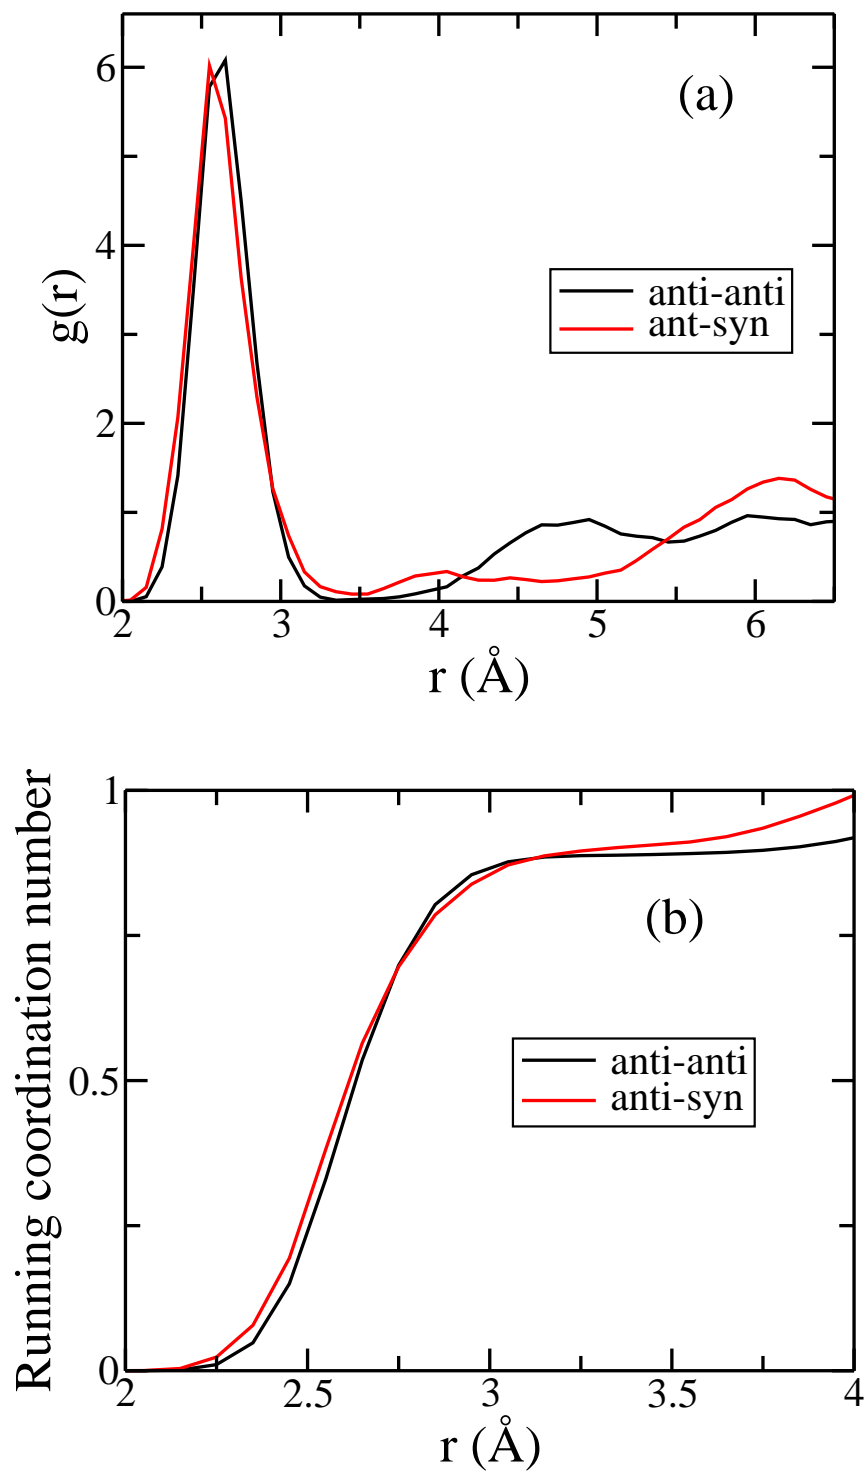 (a)
6
4
2
0
g(r)
anti-anti
ant-syn
2
3
4
5
6
r (Å)
1
0.5
0
Running coordination number
(b)
anti-anti
anti-syn
2
2.5
3
3.5
4
r (Å)